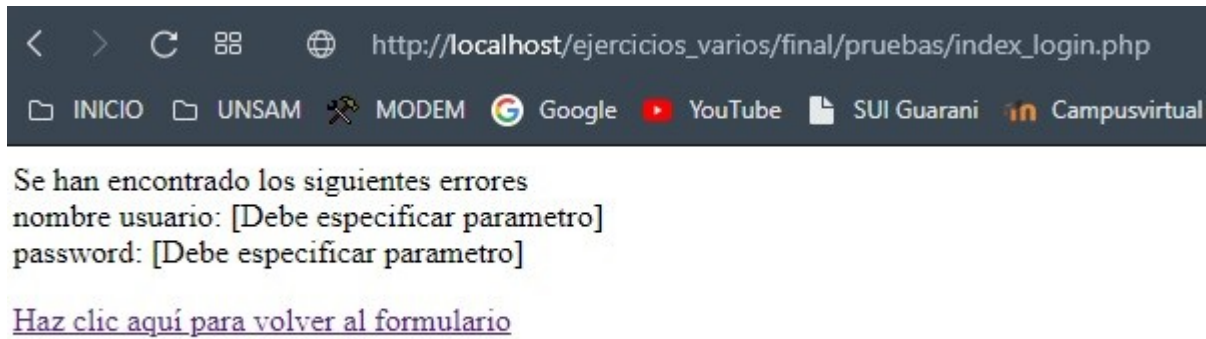 http://localhost/ejercicios_varios/final/pruebas/index_login.php
INICIO UNSAM MODEM Google YouTube SUI Guarani Campusvirtual
Se han encontrado los siguientes errores
nombre usuario: [Debe especificar parametro]
password: [Debe especificar parametro]
Haz clic aquí para volver al formulario